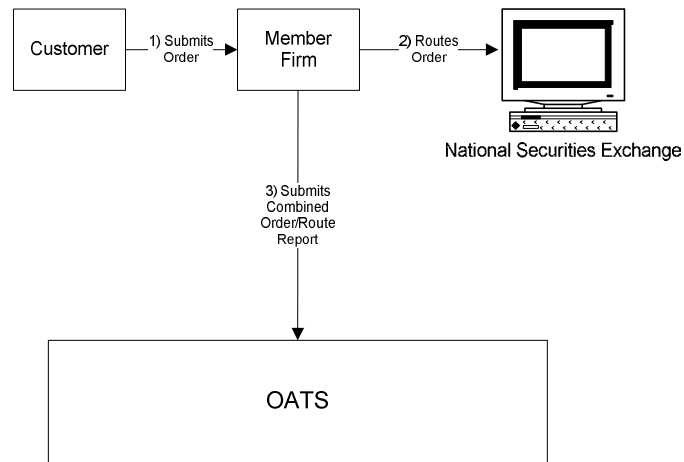 Customer
1) Submits
Order
Member
Firm
2) Routes
Order
National Securities Exchange
3) Submits
Combined
Order/Route
Report
OATS